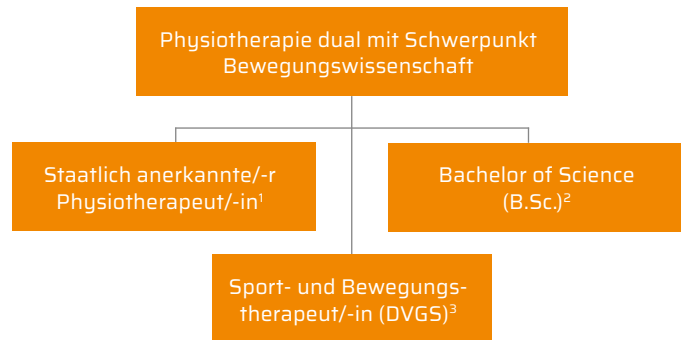 Physiotherapie dual mit Schwerpunkt
Bewegungswissenschaft
Staatlich anerkannte/-r
Physiotherapeut/-in¹
Bachelor of Science
(B.Sc.)²
Sport- und Bewegungs-
therapeut/-in (DVGS)³